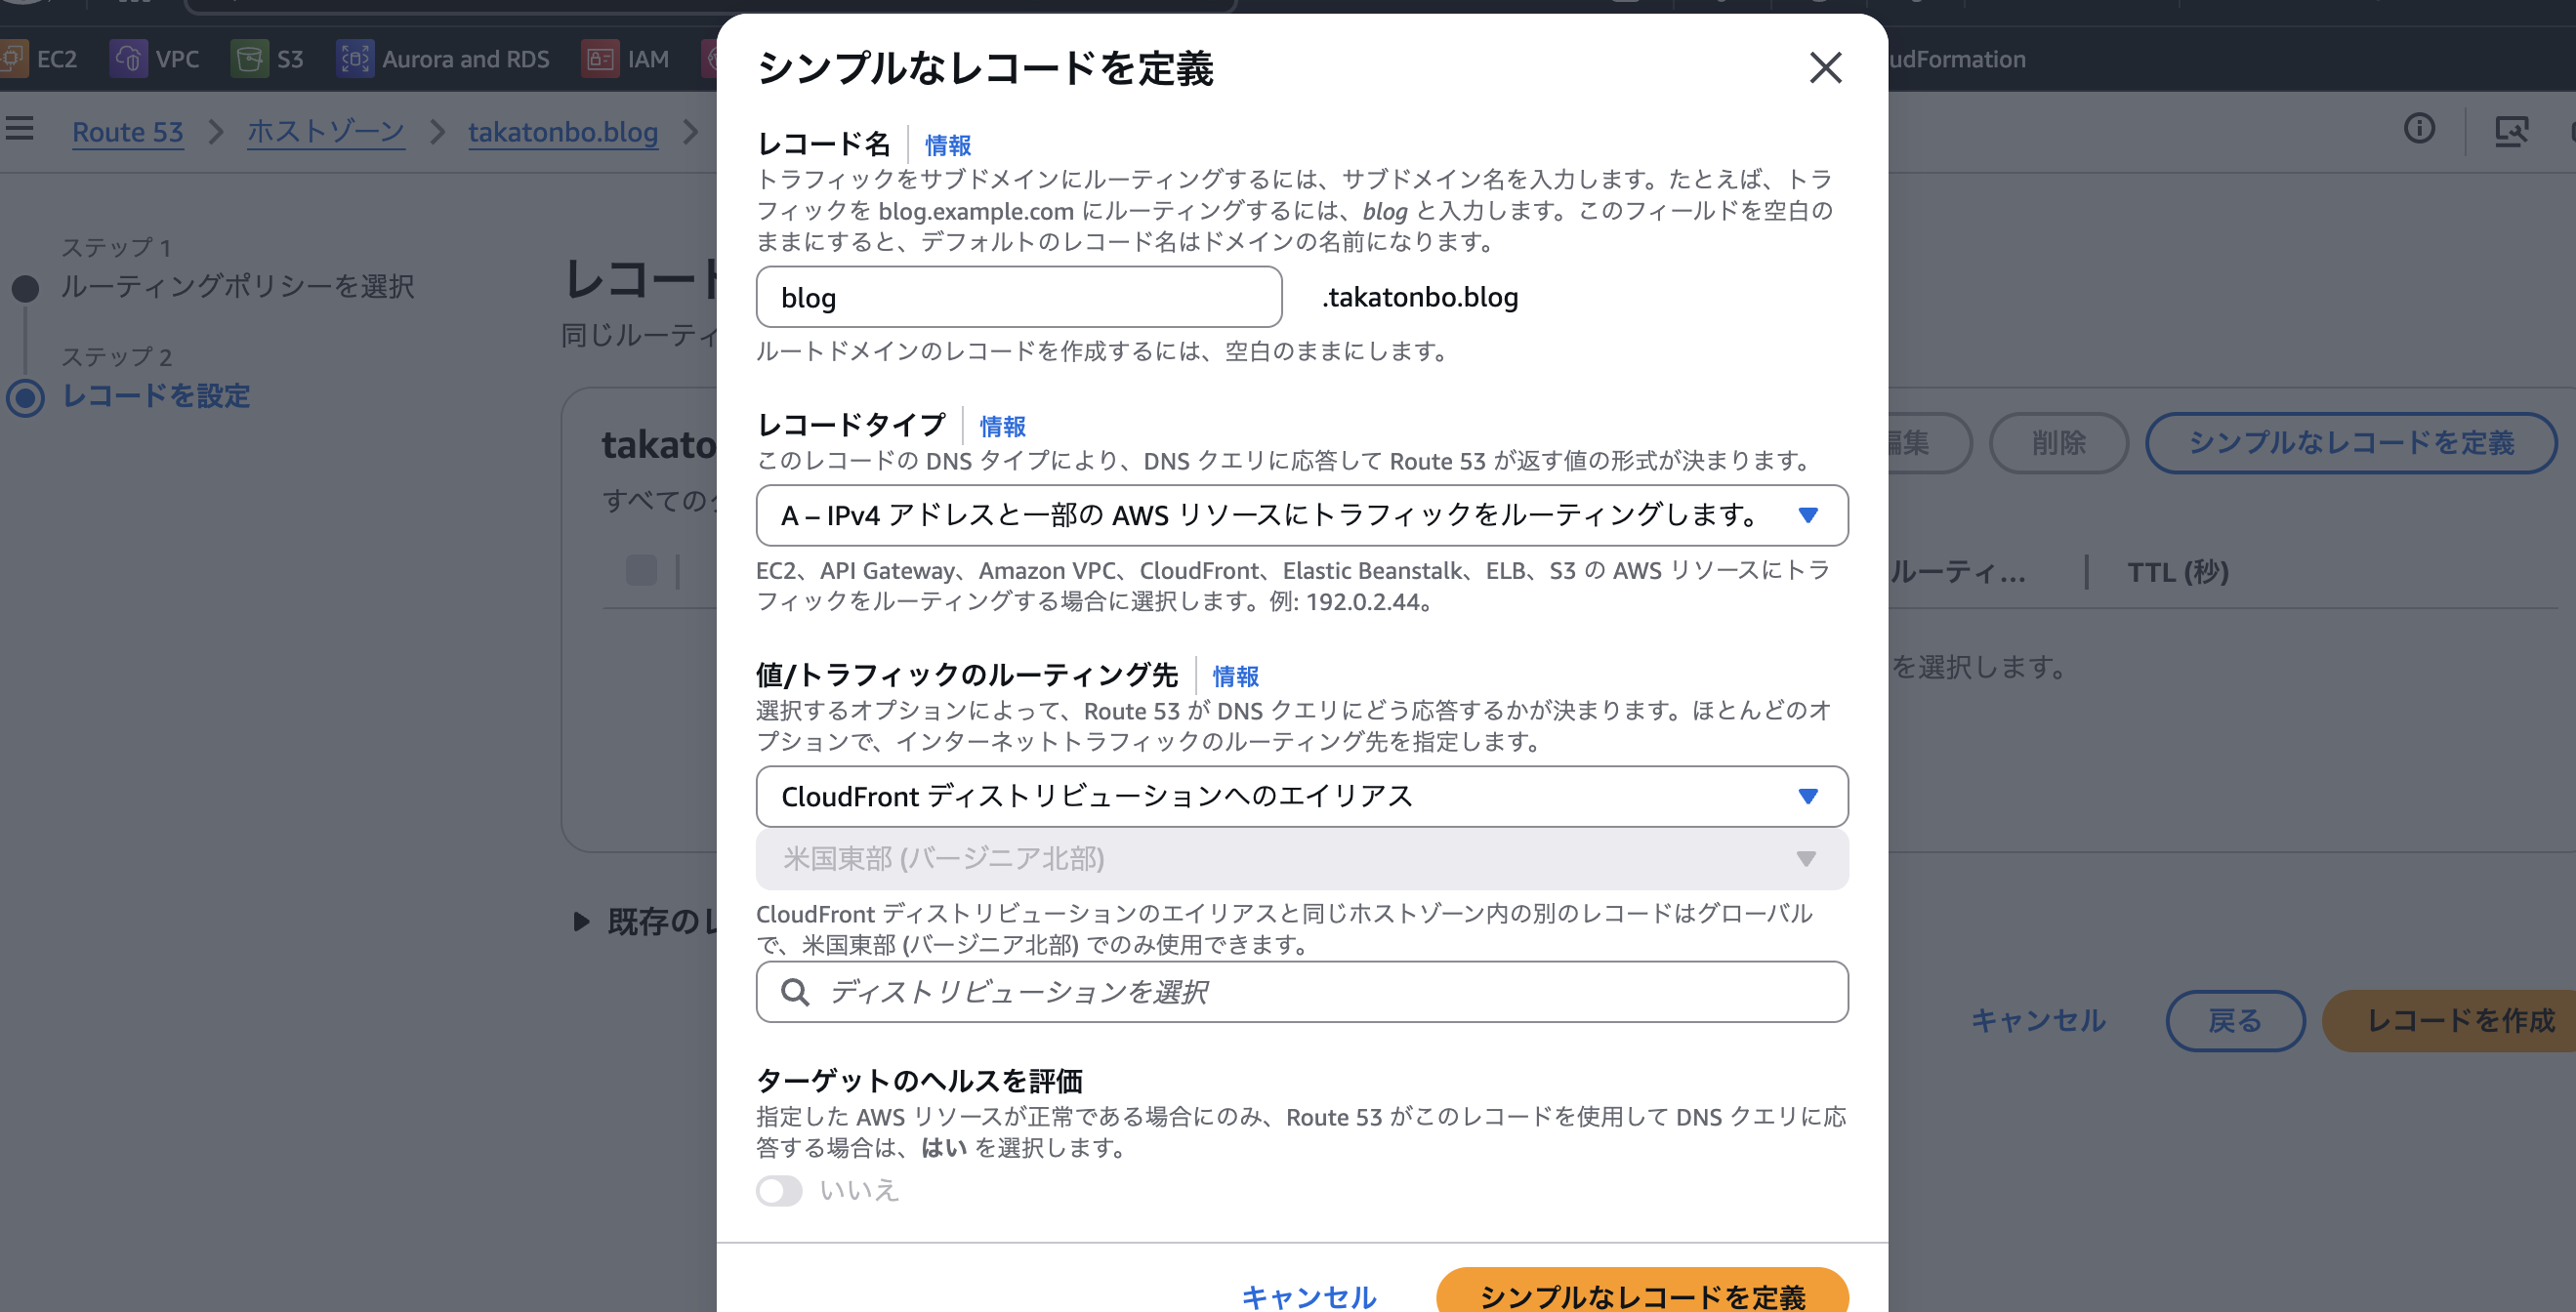 EC2
VPC
S3
Aurora and RDS
IAM
udFormation
Route 53
ホストゾーン
takatonbo.blog
ステップ 1
ルーティングポリシーを選択
ステップ 2
レコードを設定
レコード
同じルーティ
takato
すべての
シンプルなレコードを定義
レコード名
情報
トラフィックをサブドメインにルーティングするには、サブドメイン名を入力します。たとえば、トラ
フィックを blog.example.com にルーティングするには、blog と入力します。このフィールドを空白の
ままにすると、デフォルトのレコード名はドメインの名前になります。
blog
.takatonbo.blog
ルートドメインのレコードを作成するには、空白のままにします。
レコードタイプ
情報
このレコードの DNS タイプにより、DNS クエリに応答して Route 53 が返す値の形式が決まります。
A – IPv4 アドレスと一部の AWS リソースにトラフィックをルーティングします。
EC2、API Gateway、Amazon VPC、CloudFront、Elastic Beanstalk、ELB、S3 の AWS リソースにトラ
フィックをルーティングする場合に選択します。例: 192.0.2.44。
値/トラフィックのルーティング先
情報
選択するオプションによって、Route 53 が DNS クエリにどう応答するかが決まります。ほとんどのオ
プションで、インターネットトラフィックのルーティング先を指定します。
CloudFront ディストリビューションへのエイリアス
米国東部 (バージニア北部)
CloudFront ディストリビューションのエイリアスと同じホストゾーン内の別のレコードはグローバル
で、米国東部 (バージニア北部) でのみ使用できます。
ディストリビューションを選択
ターゲットのヘルスを評価
指定した AWS リソースが正常である場合にのみ、Route 53 がこのレコードを使用して DNS クエリに応
答する場合は、はい を選択します。
いいえ
キャンセル
シンプルなレコードを定義
編集
削除
シンプルなレコードを定義
ルーティ...
TTL (秒)
を選択します。
既存のレ
キャンセル
戻る
レコードを作成